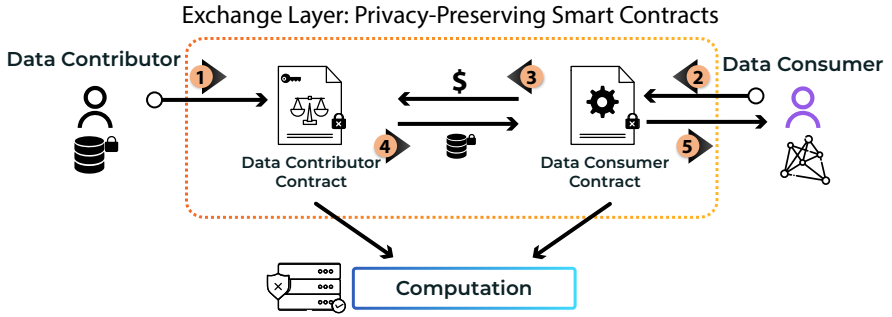 Exchange Layer: Privacy-Preserving Smart Contracts
Data Contributor
1
$
3
2
Data Consumer
4
5
Data Contributor
Contract
Data Consumer
Contract
Computation